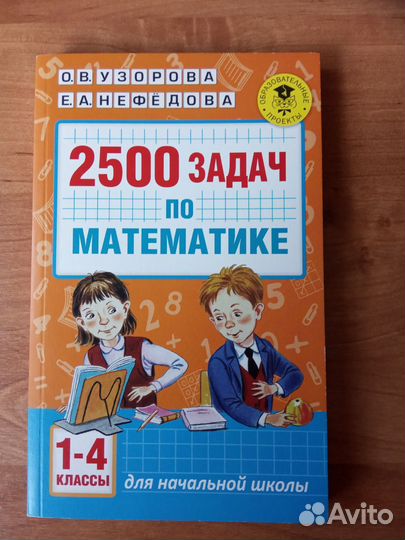 О.В. УЗОРОВА
Е.А. НЕФЁДОВА
ОБРАЗОВАТЕЛЬНЫЕ
ПРОЕКТЫ
2500 ЗАДАЧ
ПО
МАТЕМАТИКЕ
1-4
КЛАССЫ
для начальной школы
Avito